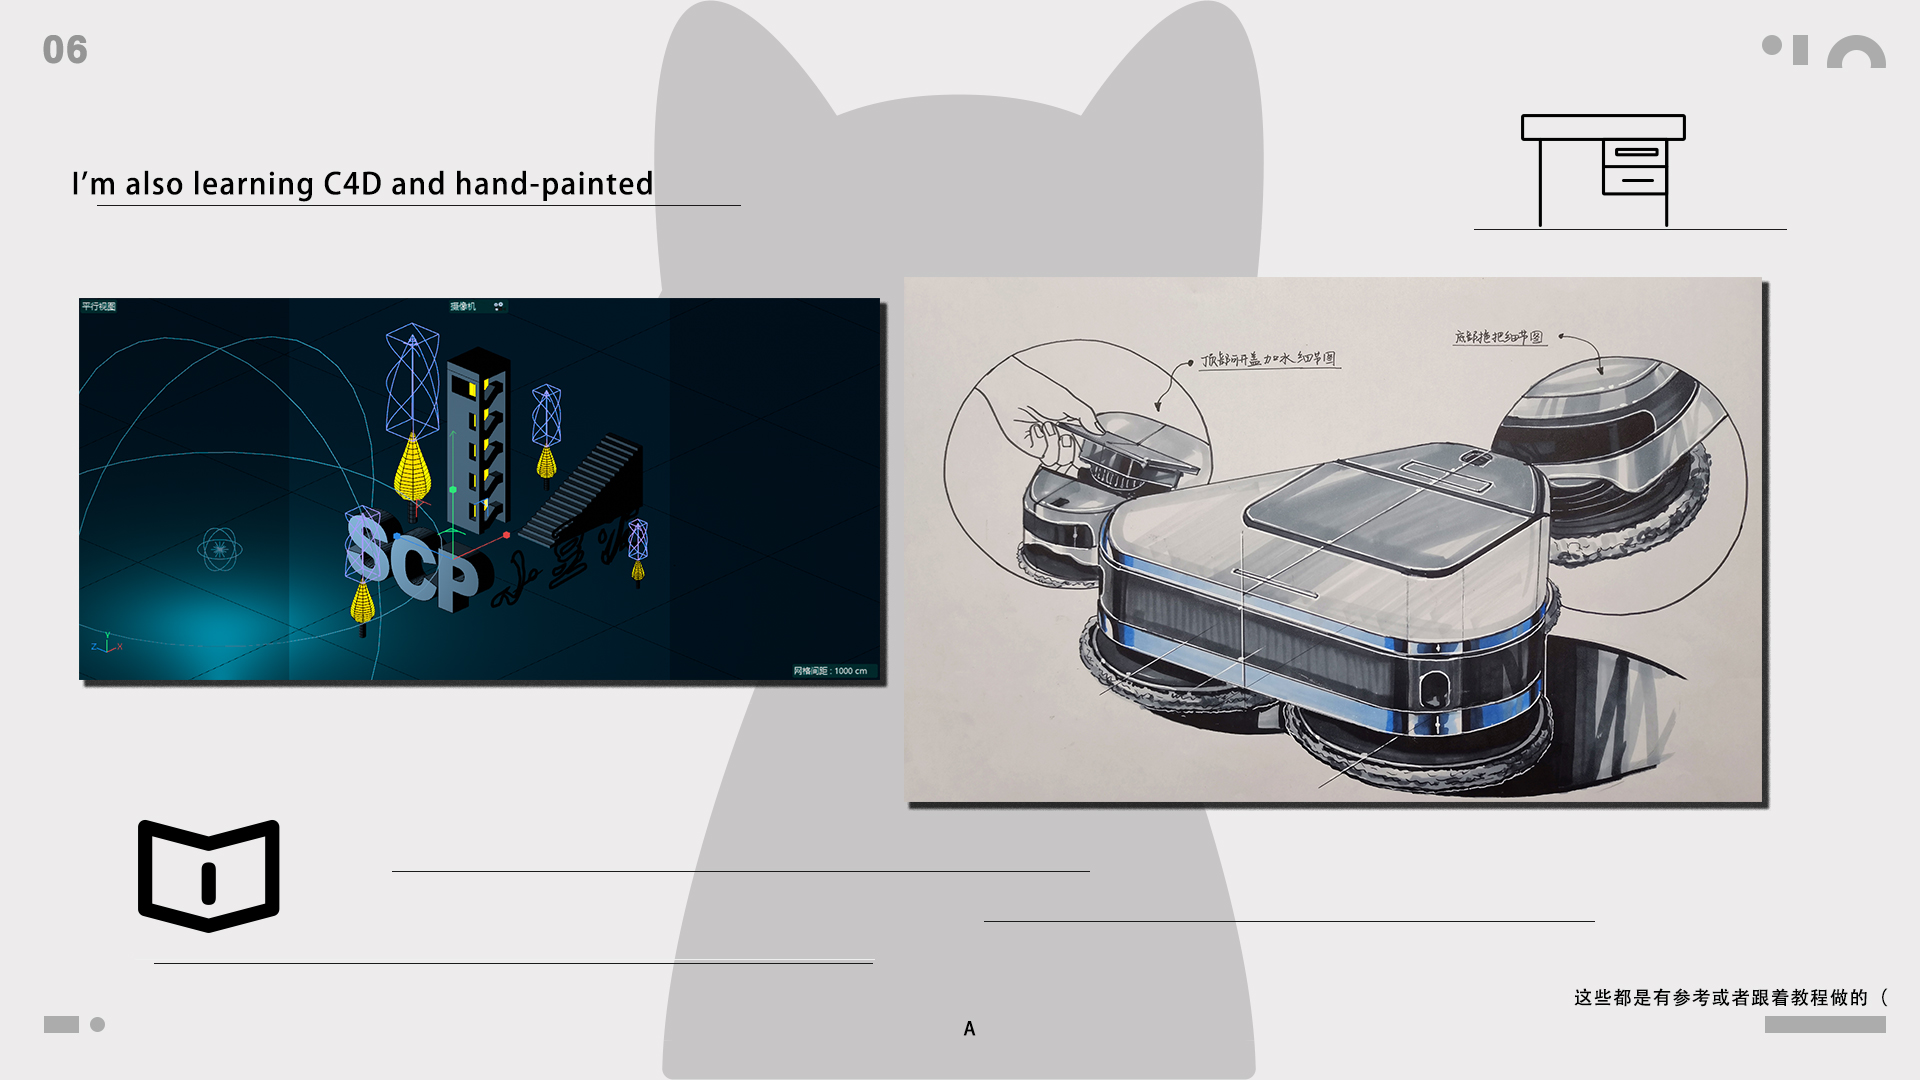 06
I’m also learning C4D and hand-painted
平行视图
摄像机
SCP
Y
Z
X
网格间距 : 1000 cm
顶部开盖加水细节图
底部拖把细节图
这些都是有参考或者跟着教程做的（
A